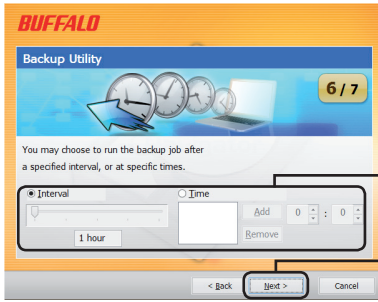 BUFFALO
Backup Utility
6 / 7
You may choose to run the backup job after
a specified interval, or at specific times.
Interval
Time
Add
0 : 0
1 hour
Remove
< Back
Next >
Cancel